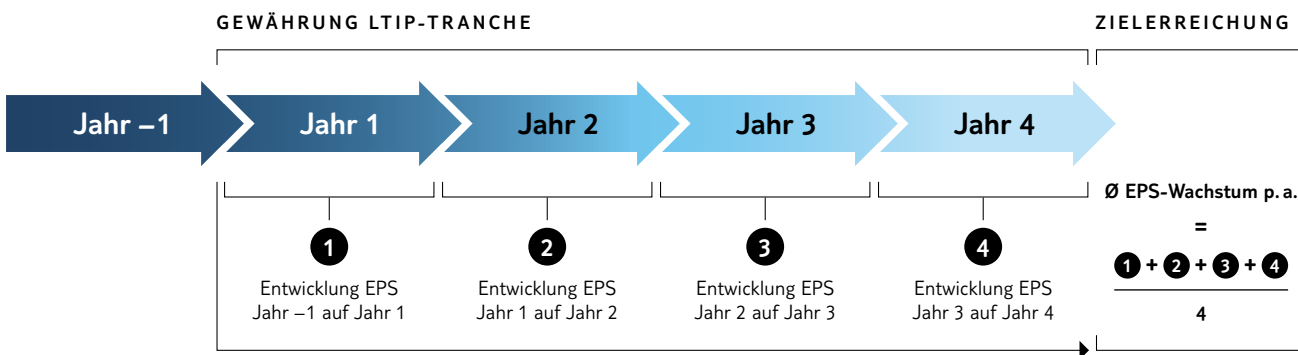 GEWÄHRUNG LTIP-TRANCHE
ZIELERREICHUNG
Jahr –1
Jahr 1
Jahr 2
Jahr 3
Jahr 4
1
Entwicklung EPS
Jahr –1 auf Jahr 1
2
Entwicklung EPS
Jahr 1 auf Jahr 2
3
Entwicklung EPS
Jahr 2 auf Jahr 3
4
Entwicklung EPS
Jahr 3 auf Jahr 4
Ø EPS-Wachstum p. a.
=
1 + 2 + 3 + 4
4